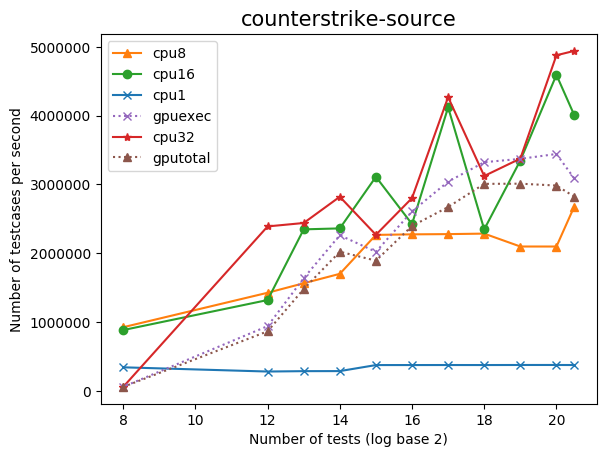 counterstrike-source
cpu8
cpu16
cpu1
gpuexec
cpu32
gputotal
Number of testcases per second
5000000
4000000
3000000
2000000
1000000
0
8 10 12 14 16 18 20
Number of tests (log base 2)